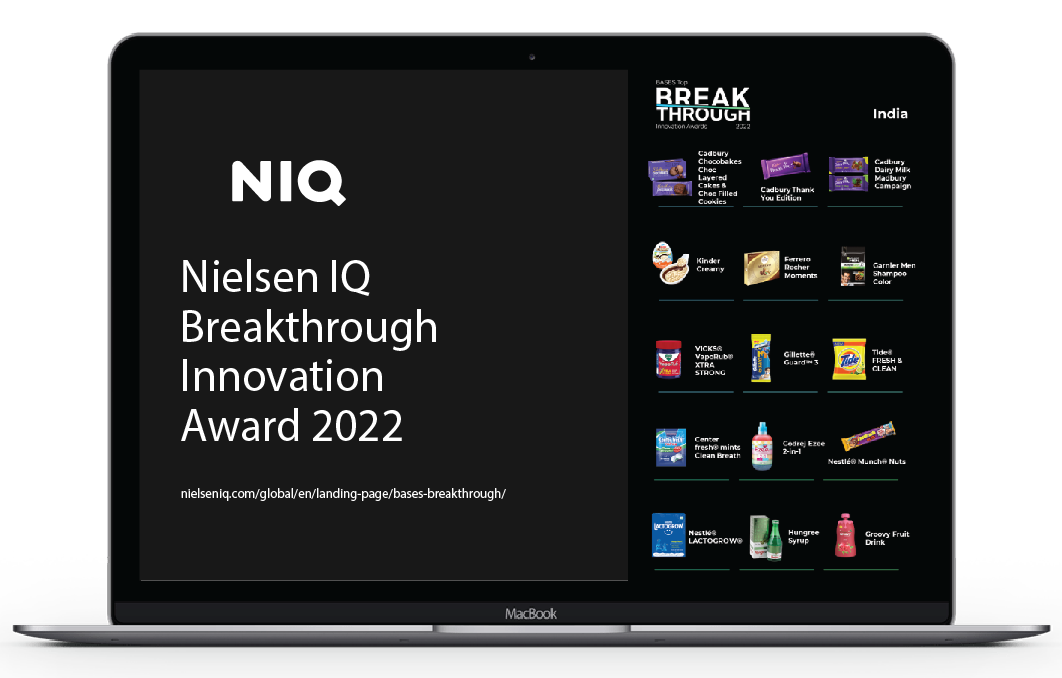 NIQ
Nielsen IQ
Breakthrough
Innovation
Award 2022
nielseniq.com/global/en/landing-page/bases-breakthrough/
BASES Top
BREAK
THROUGH
Innovation Awards 2022
India
Cadbury
Chocobakes
Choc
Layered
Cakes &
Choc Filled
Cookies
Cadbury Thank
You Edition
Cadbury
Dairy Milk
Madbury
Campaign
Kinder
Creamy
Ferrero
Rocher
Moments
Garnier Men
Shampoo
Color
VICKS®
VapoRub®
XTRA
STRONG
Gillette®
Guard™ 3
Tide®
FRESH &
CLEAN
Tide
Center
fresh® mints
Clean Breath
Godrej Ezee
2-in-1
Nestlé® Munch® Nuts
LACTOGROW
Nestlé®
LACTOGROW®
Hungree
Syrup
Groovy Fruit
Drink
MacBook